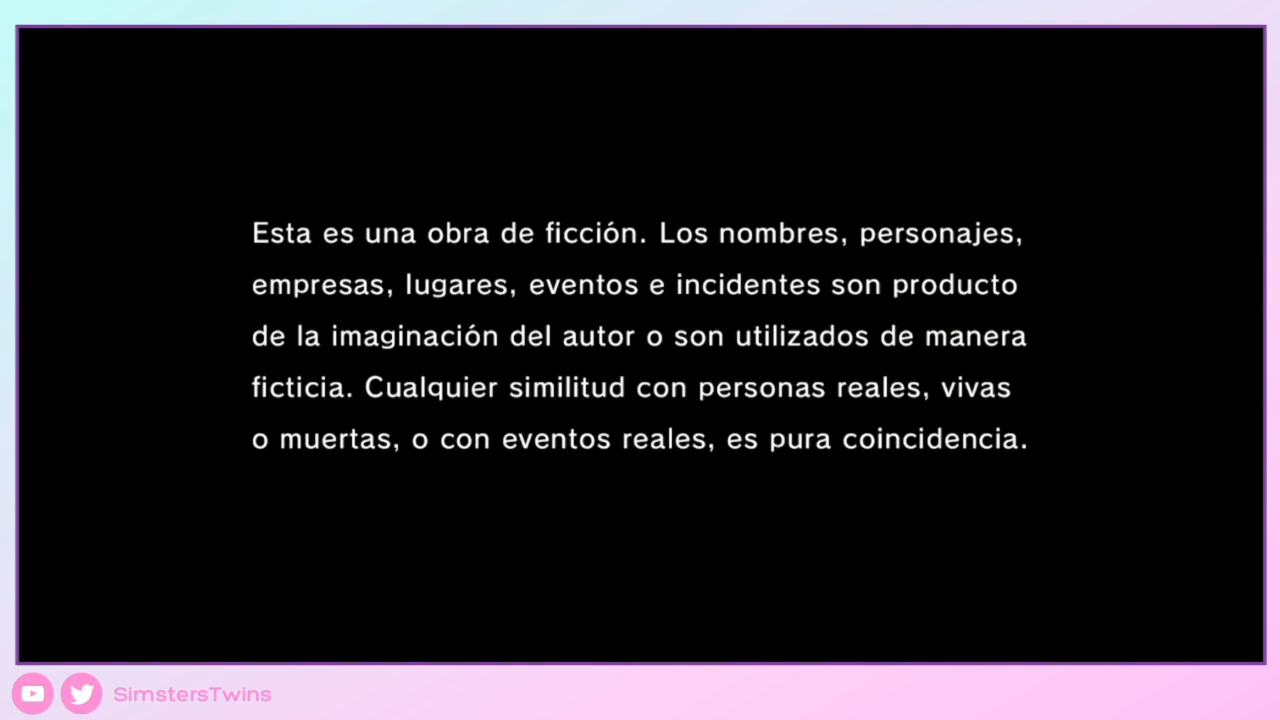 Esta es una obra de ficción. Los nombres, personajes,
empresas, lugares, eventos e incidentes son producto
de la imaginación del autor o son utilizados de manera
ficticia. Cualquier similitud con personas reales, vivas
o muertas, o con eventos reales, es pura coincidencia.
SimstersTwins